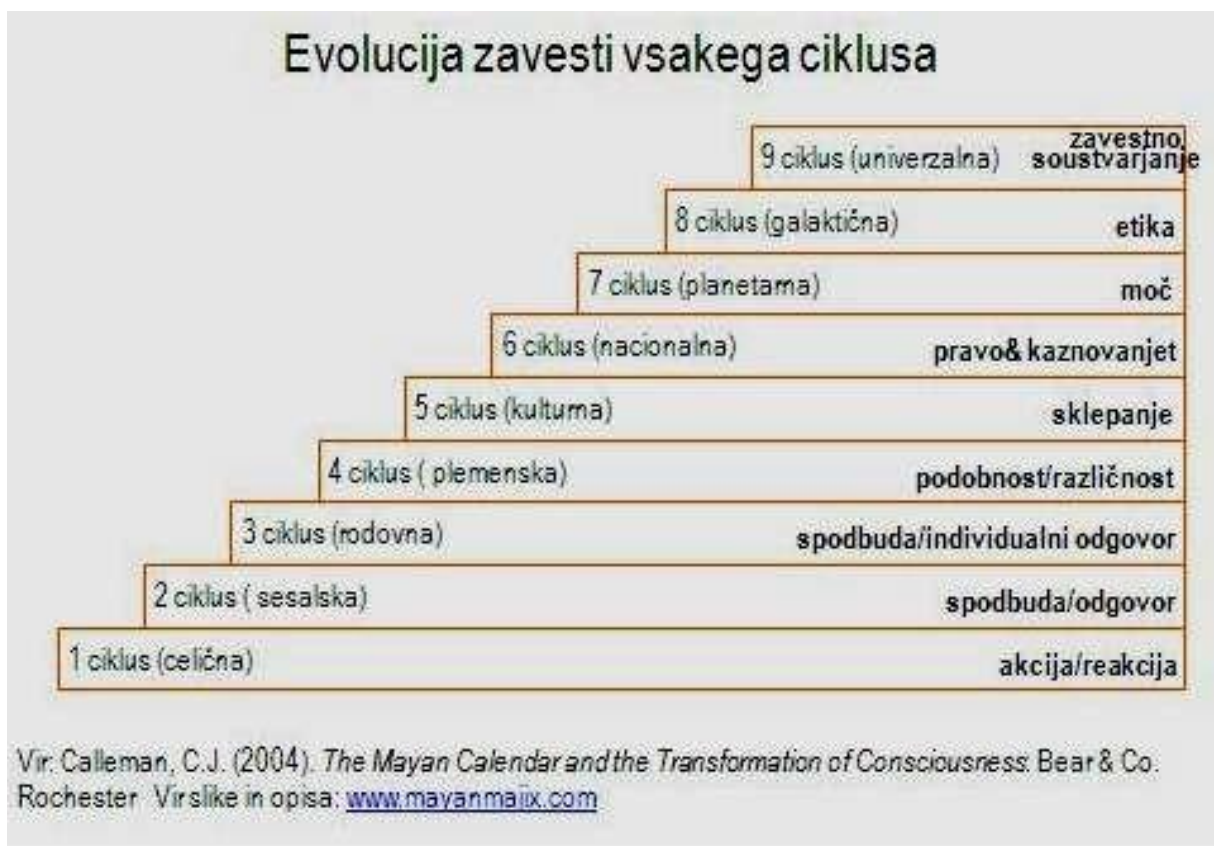 Evolucija zavesti vsakega ciklusa
zavestno
9 ciklus (univerzalna) soustvarjanje
8 ciklus (galaktična) etika
7 ciklus (planetarna) moč
6 ciklus (nacionalna) pravo& kaznovanjet
5 ciklus (kulturna) sklepanje
4 ciklus ( plemenska) podobnost/različnost
3 ciklus (rodovna) spodbuda/individualni odgovor
2 ciklus ( sesalska) spodbuda/odgovor
1 ciklus (celična) akcija/reakcija
Vir: Calleman, C.J. (2004). The Mayan Calendar and the Transformation of Consciousness. Bear & Co.
Rochester Vir slike in opisa: www.mayanmajix.com